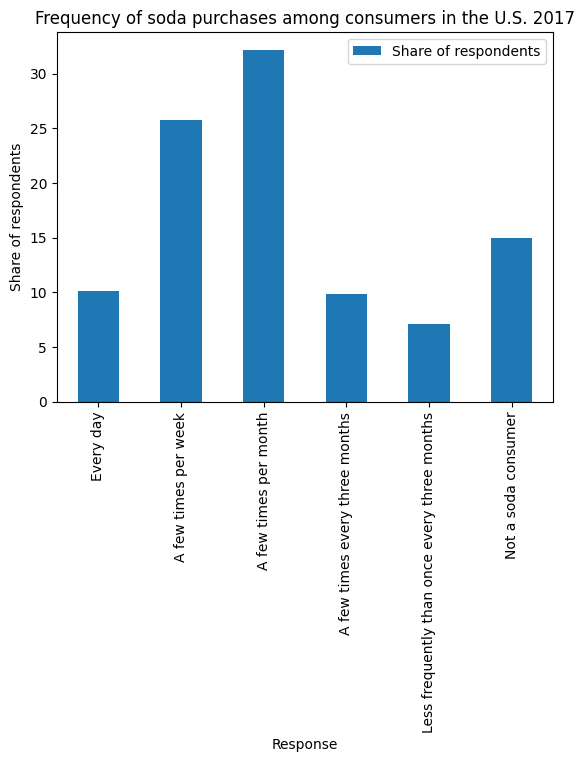 Frequency of soda purchases among consumers in the U.S. 2017
Share of respondents
Share of respondents
30
25
20
15
10
5
0
Every day
A few times per week
A few times per month
A few times every three months
Less frequently than once every three months
Not a soda consumer
Response